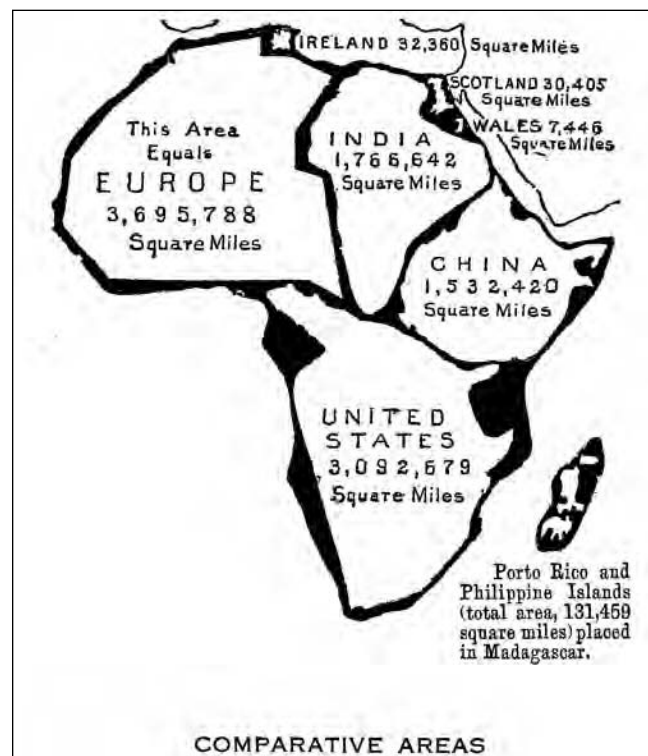 IRELAND 32,360 Square Miles
SCOTLAND 30,405
Square Miles
WALES 7,446
Square Miles
This Area
Equals
EUROPE
3,695,788
Square Miles
INDIA
1,766,642
Square Miles
CHINA
1,532,420
Square Miles
UNITED
STATES
3,092,679
Square Miles
Porto Rico and
Philippine Islands
(total area, 131,459
square miles) placed
in Madagascar.
COMPARATIVE AREAS